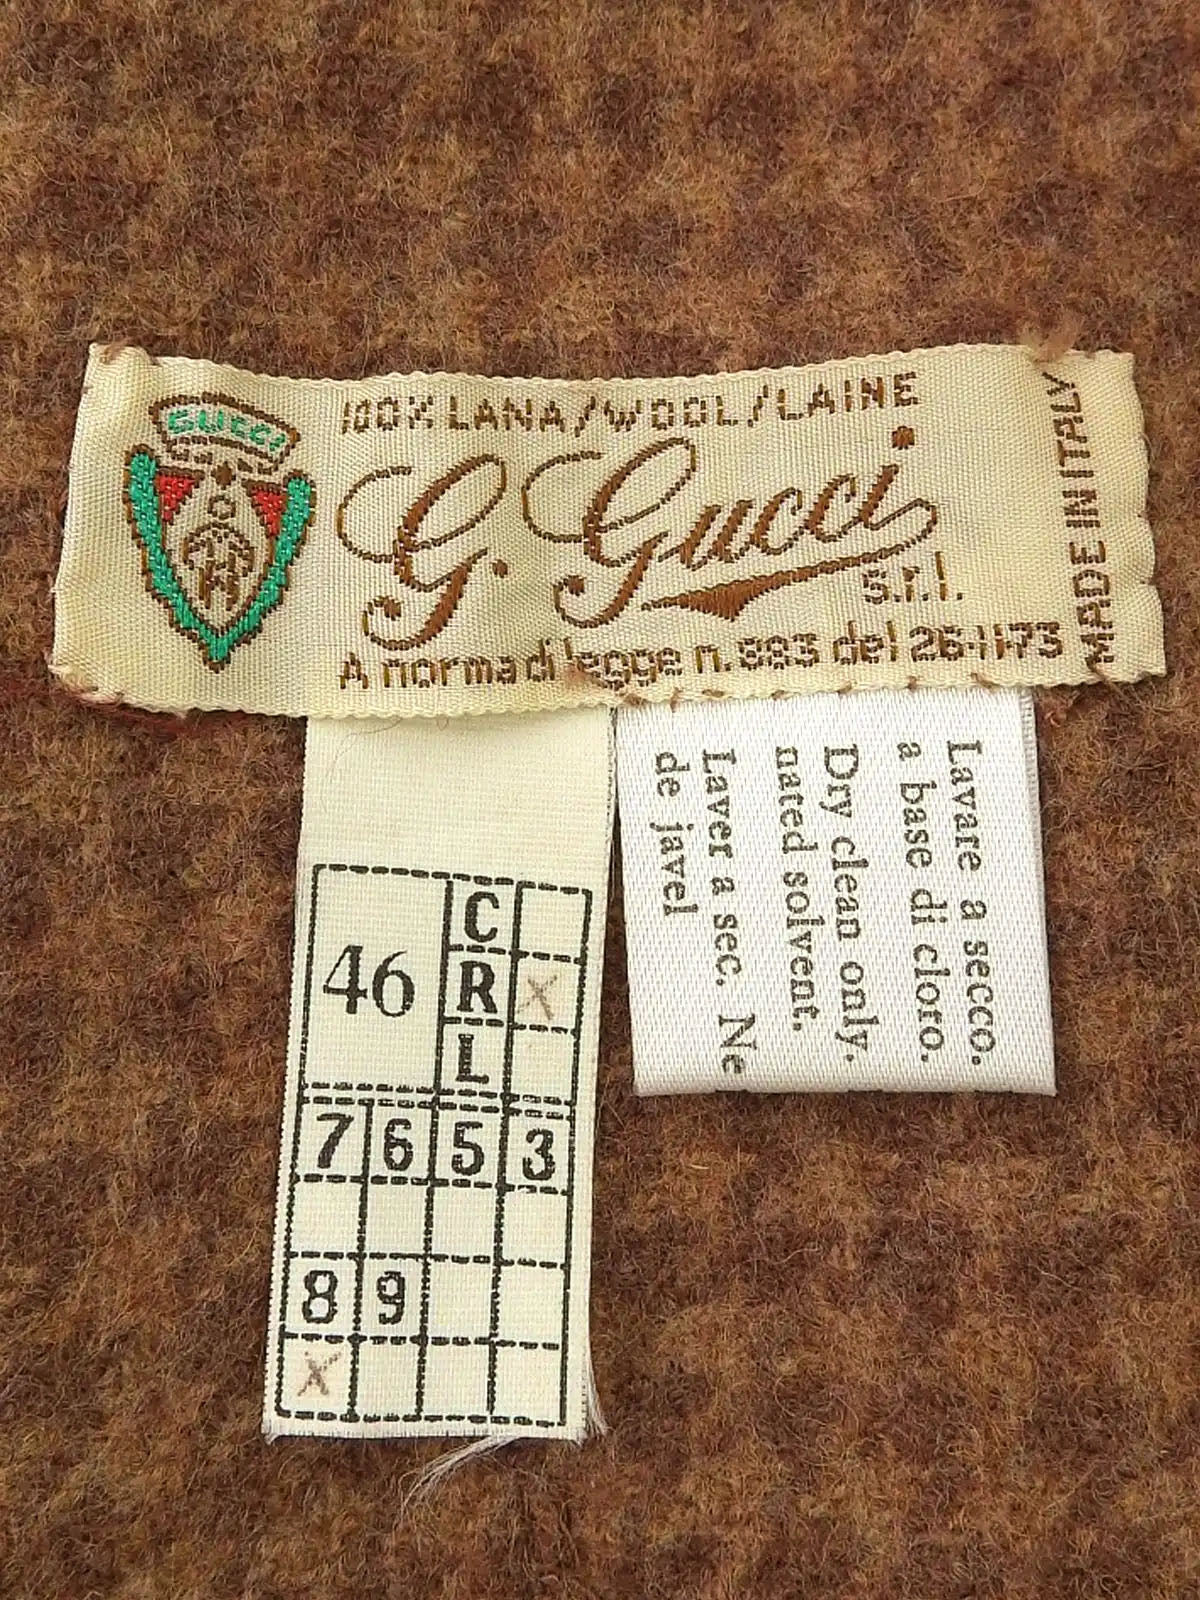 GUCCI
100% LANA/WOOL/LAINE
G. Gucci
s.r.l.
A norma di legge n. 883 del 26-11-73
MADE IN ITALY
46
C
R X
L
7 6 5 3
8 9
X
Lavare a secco.
a base di cloro.
Dry clean only.
nated solvent.
Laver a sec. Ne
de javel